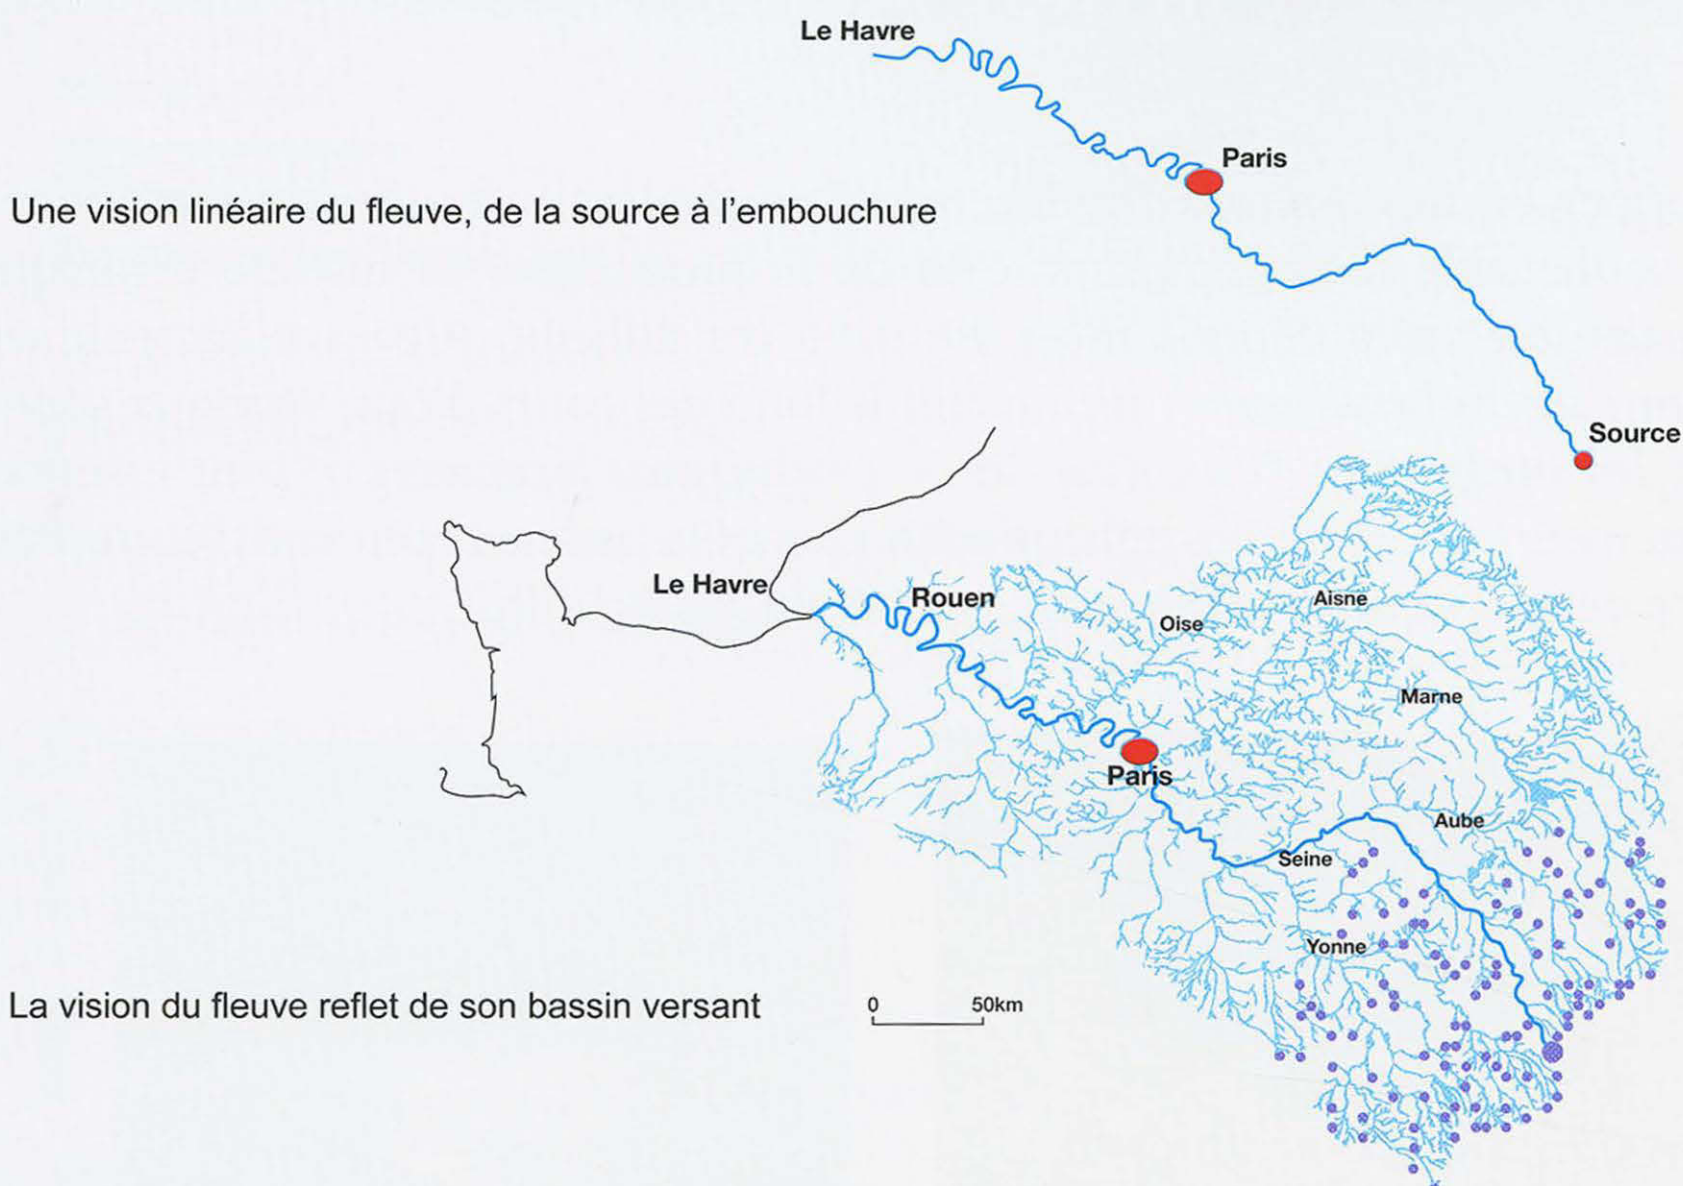 Le Havre
Paris
Une vision linéaire du fleuve, de la source à l'embouchure
Source
Le Havre
Rouen
Aisne
Oise
Marne
Paris
Aube
Seine
Yonne
La vision du fleuve reflet de son bassin versant
0 50km